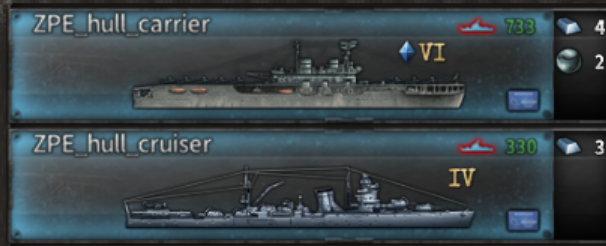 ZPE_hull_carrier 733 4
VI 2
ZPE_hull_cruiser 330 3
IV